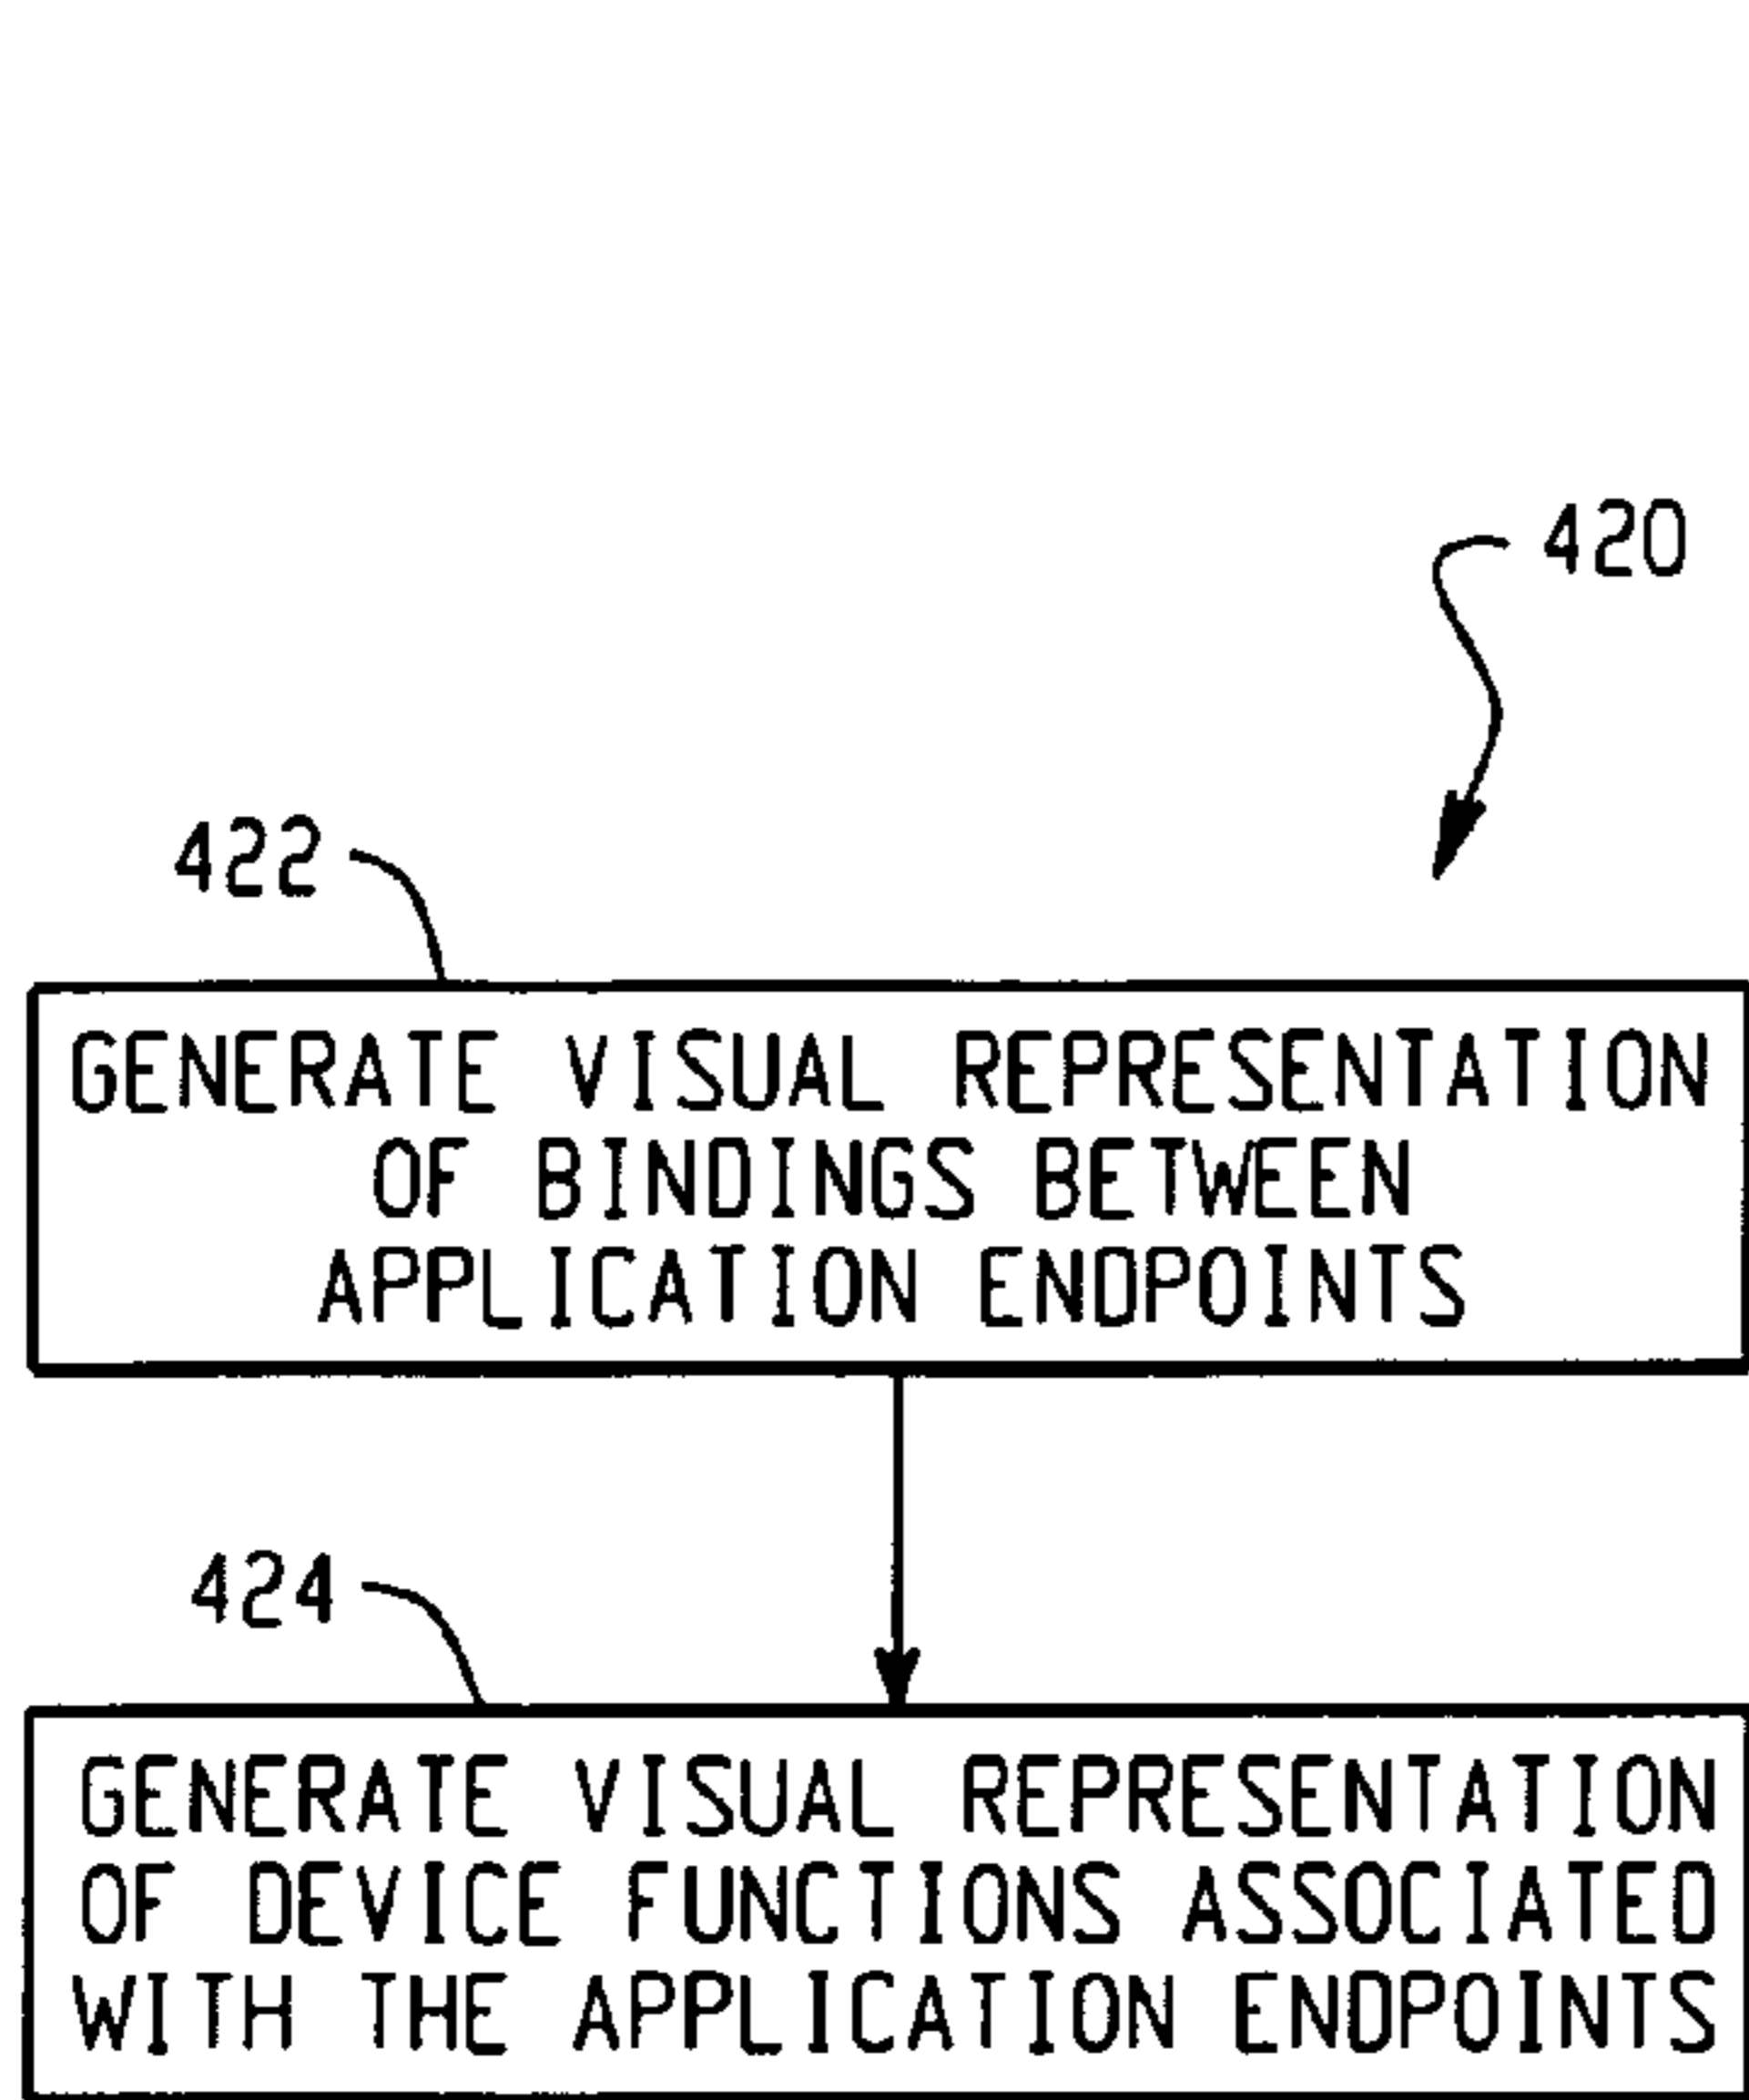 420
422
GENERATE VISUAL REPRESENTATION
OF BINDINGS BETWEEN
APPLICATION ENDPOINTS
424
GENERATE VISUAL REPRESENTATION
OF DEVICE FUNCTIONS ASSOCIATED
WITH THE APPLICATION ENDPOINTS